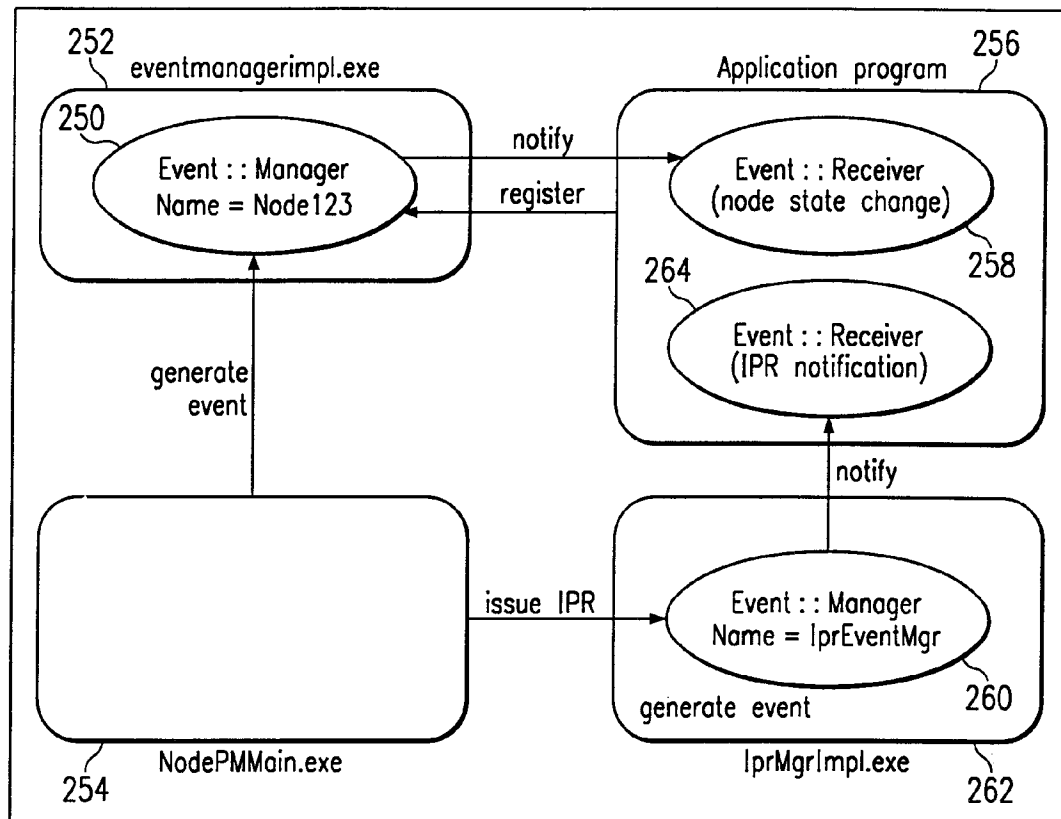 252
eventmanagerimpl.exe
250
Event : : Manager
Name = Node123
notify
register
Application program
256
Event : : Receiver
(node state change)
258
264
Event : : Receiver
(IPR notification)
generate
event
notify
issue IPR
Event : : Manager
Name = IprEventMgr
260
generate event
254
NodePMMain.exe
IprMgrImpl.exe
262